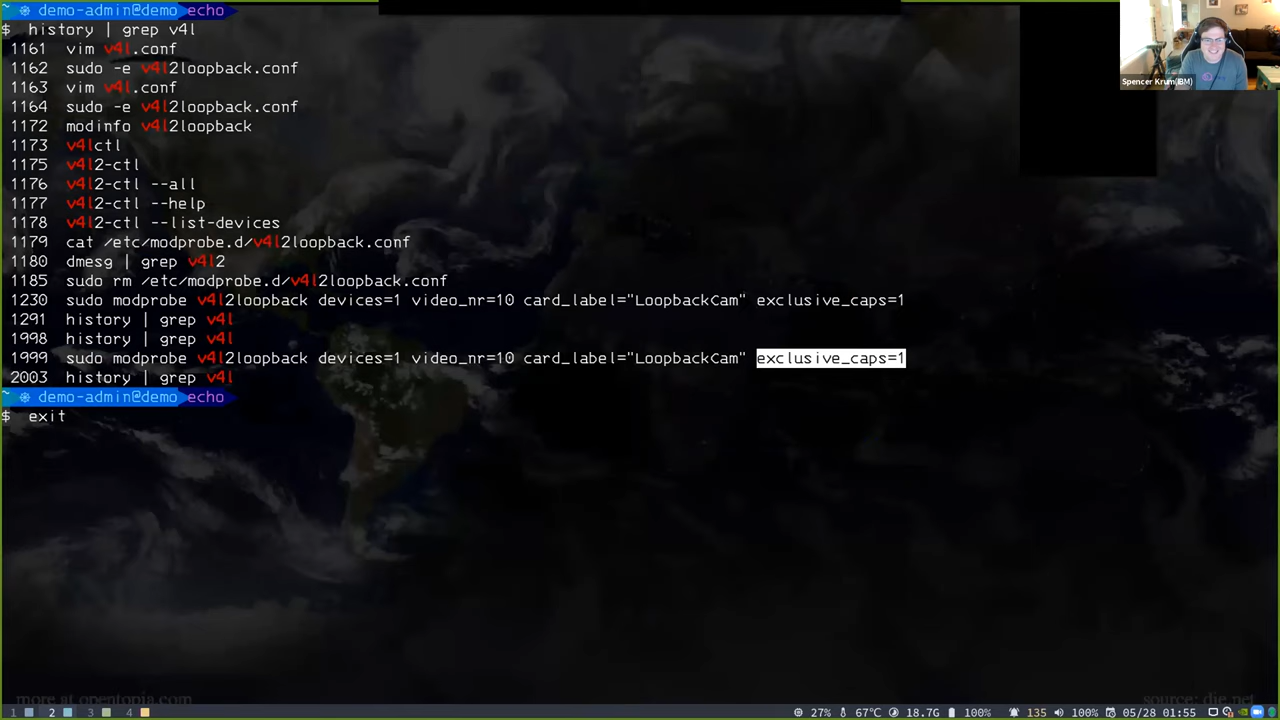 ~ demo-admin@demo echo
$ history | grep v4l
1161 vim v4l.conf
1162 sudo -e v4l2loopback.conf
1163 vim v4l.conf
1164 sudo -e v4l2loopback.conf
1172 modinfo v4l2loopback
1173 v4lctl
1175 v4l2-ctl
1176 v4l2-ctl --all
1177 v4l2-ctl --help
1178 v4l2-ctl --list-devices
1179 cat /etc/modprobe.d/v4l2loopback.conf
1180 dmesg | grep v4l2
1185 sudo rm /etc/modprobe.d/v4l2loopback.conf
1230 sudo modprobe v4l2loopback devices=1 video_nr=10 card_label="LoopbackCam" exclusive_caps=1
1291 history | grep v4l
1998 history | grep v4l
1999 sudo modprobe v4l2loopback devices=1 video_nr=10 card_label="LoopbackCam" exclusive_caps=1
2003 history | grep v4l
~ demo-admin@demo echo
$ exit
Spencer Krum(IBM)
more at opentopia.com
source: die.net
1 2 3 4
27% 67℃ 18.7G 100% 135 100% 05/28 01:55